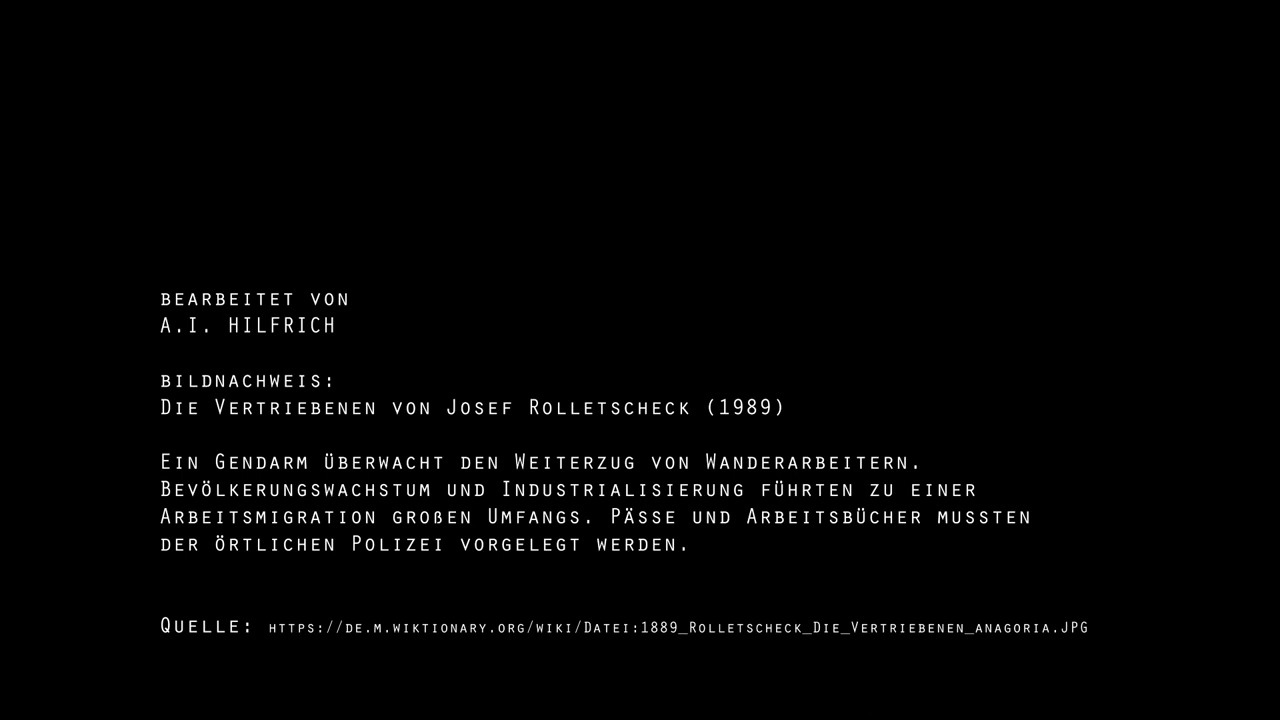 BEARBEITET VON
A.I. HILFRICH
BILDNACHWEIS:
Die Vertriebenen von Josef Rolletscheck (1989)
Ein Gendarm überwacht den Weiterzug von Wanderarbeitern.
Bevölkerungswachstum und Industrialisierung führten zu einer
Arbeitsmigration großen Umfangs. Pässe und Arbeitsbücher mussten
der örtlichen Polizei vorgelegt werden.
Quelle: https://de.m.wiktionary.org/wiki/Datei:1889_Rolletscheck_Die_Vertriebenen_anagoria.JPG